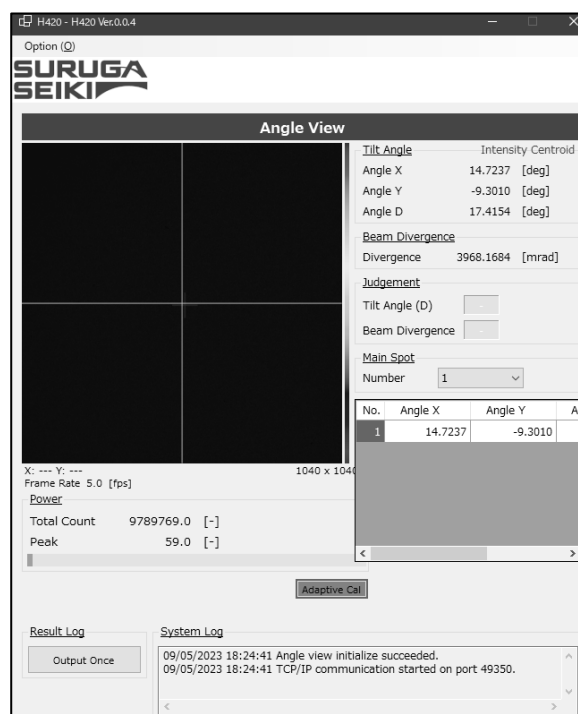 H420 - H420 Ver.0.0.4
Option (O)
SURUGA
SEIKI
Angle View
Tilt Angle Intensity Centroid
Angle X 14.7237 [deg]
Angle Y -9.3010 [deg]
Angle D 17.4154 [deg]
Beam Divergence
Divergence 3968.1684 [mrad]
Judgement
Tilt Angle (D) -
Beam Divergence -
Main Spot
Number 1
No. Angle X Angle Y A
1 14.7237 -9.3010
X: --- Y: --- 1040 x 1040
Frame Rate 5.0 [fps]
Power
Total Count 9789769.0 [-]
Peak 59.0 [-]
Adaptive Cal
Result Log
Output Once
System Log
09/05/2023 18:24:41 Angle view initialize succeeded.
09/05/2023 18:24:41 TCP/IP communication started on port 49350.